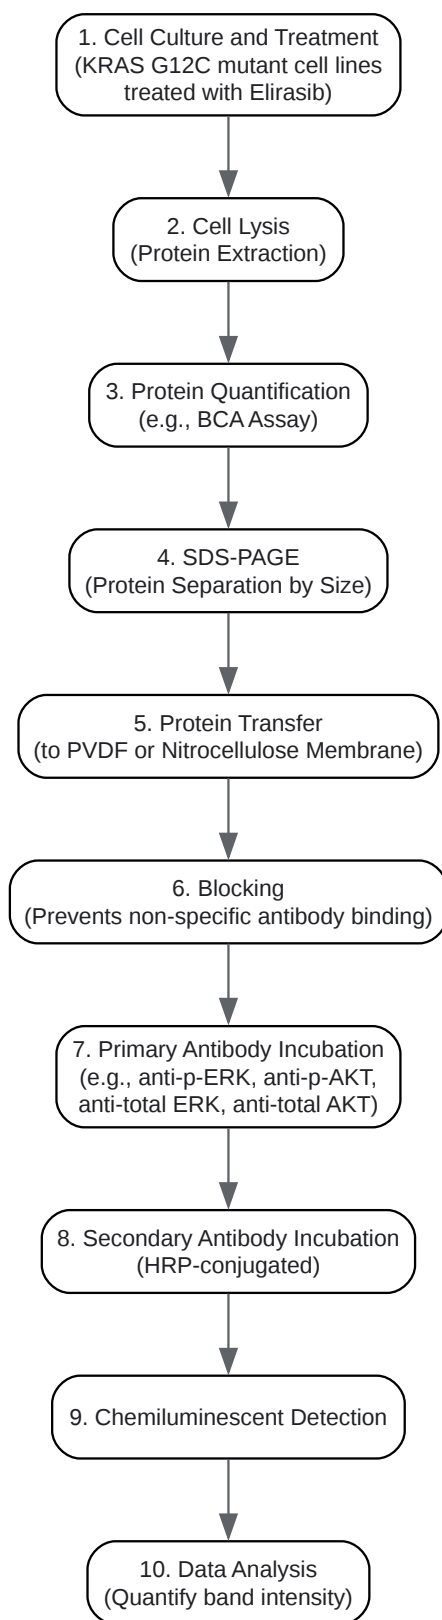 1. Cell Culture and Treatment
(KRAS G12C mutant cell lines
treated with Elirasib)
2. Cell Lysis
(Protein Extraction)
3. Protein Quantification
(e.g., BCA Assay)
4. SDS-PAGE
(Protein Separation by Size)
5. Protein Transfer
(to PVDF or Nitrocellulose Membrane)
6. Blocking
(Prevents non-specific antibody binding)
7. Primary Antibody Incubation
(e.g., anti-p-ERK, anti-p-AKT,
anti-total ERK, anti-total AKT)
8. Secondary Antibody Incubation
(HRP-conjugated)
9. Chemiluminescent Detection
10. Data Analysis
(Quantify band intensity)